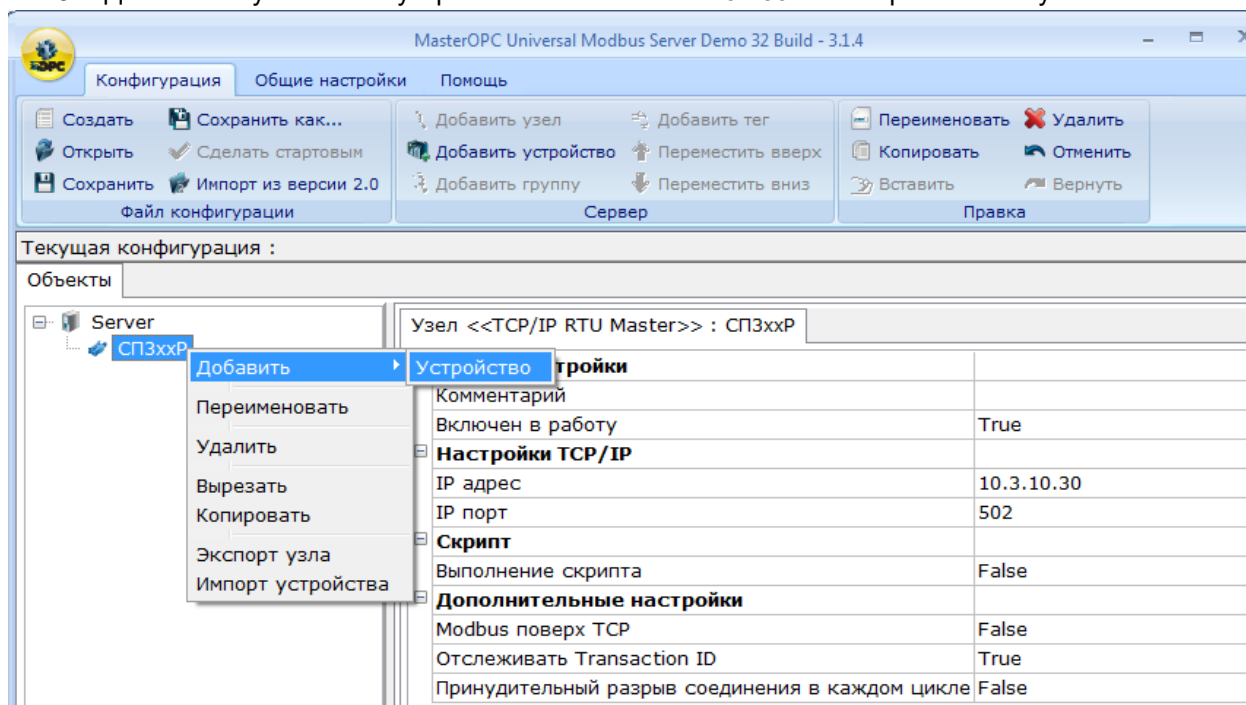 MasterOPC Universal Modbus Server Demo 32 Build - 3.1.4
Конфигурация Общие настройки Помощь
Создать Сохранить как... Добавить узел Добавить тег Переименовать Удалить
Открыть Сделать стартовым Добавить устройство Переместить вверх Копировать Отменить
Сохранить Импорт из версии 2.0 Добавить группу Переместить вниз Вставить Вернуть
Файл конфигурации Сервер Правка
Текущая конфигурация :
Объекты
Server
СП3xxР
Узел <<TCP/IP RTU Master>> : СП3xxР
Добавить
Устройство
Переименовать
Удалить
Вырезать
Копировать
Экспорт узла
Импорт устройства
тройки
Комментарий
Включен в работу True
Настройки TCP/IP
IP адрес 10.3.10.30
IP порт 502
Скрипт
Выполнение скрипта False
Дополнительные настройки
Modbus поверх TCP False
Отслеживать Transaction ID True
Принудительный разрыв соединения в каждом цикле False